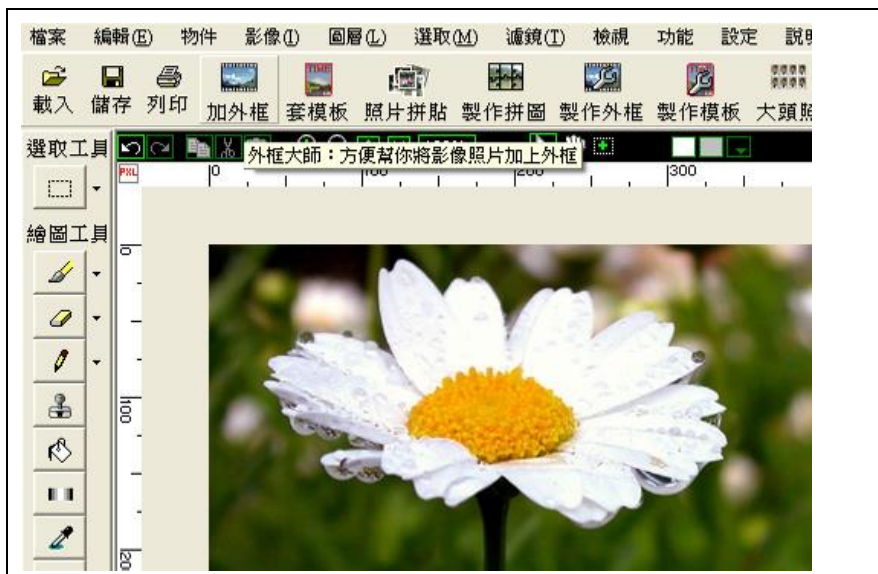 檔案 編輯(E) 物件 影像(I) 圖層(L) 選取(M) 濾鏡(T) 檢視 功能 設定 說明
載入 儲存 列印 加外框 套模板 照片拼貼 製作拼圖 製作外框 製作模板 大頭照
選取工具
外框大師：方便幫你將影像照片加上外框
PXL 0 100 200 300
繪圖工具
0
100
20